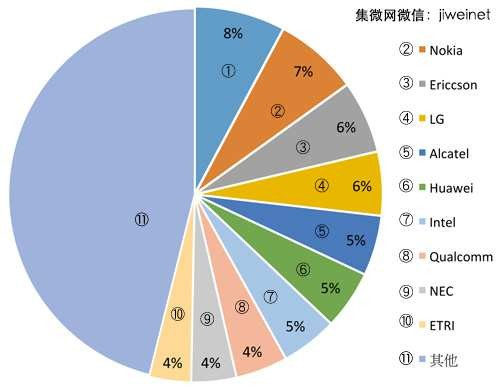 集微网微信：jiweinet
8%
①
7%
②
② Nokia
6%
③
③ Ericcson
6%
④
④ LG
5%
⑤
⑤ Alcatel
5%
⑥
⑥ Huawei
5%
⑦
⑦ Intel
4%
⑧
⑧ Qualcomm
4%
⑨
⑨ NEC
4%
⑩
⑩ ETRI
⑪
⑪ 其他